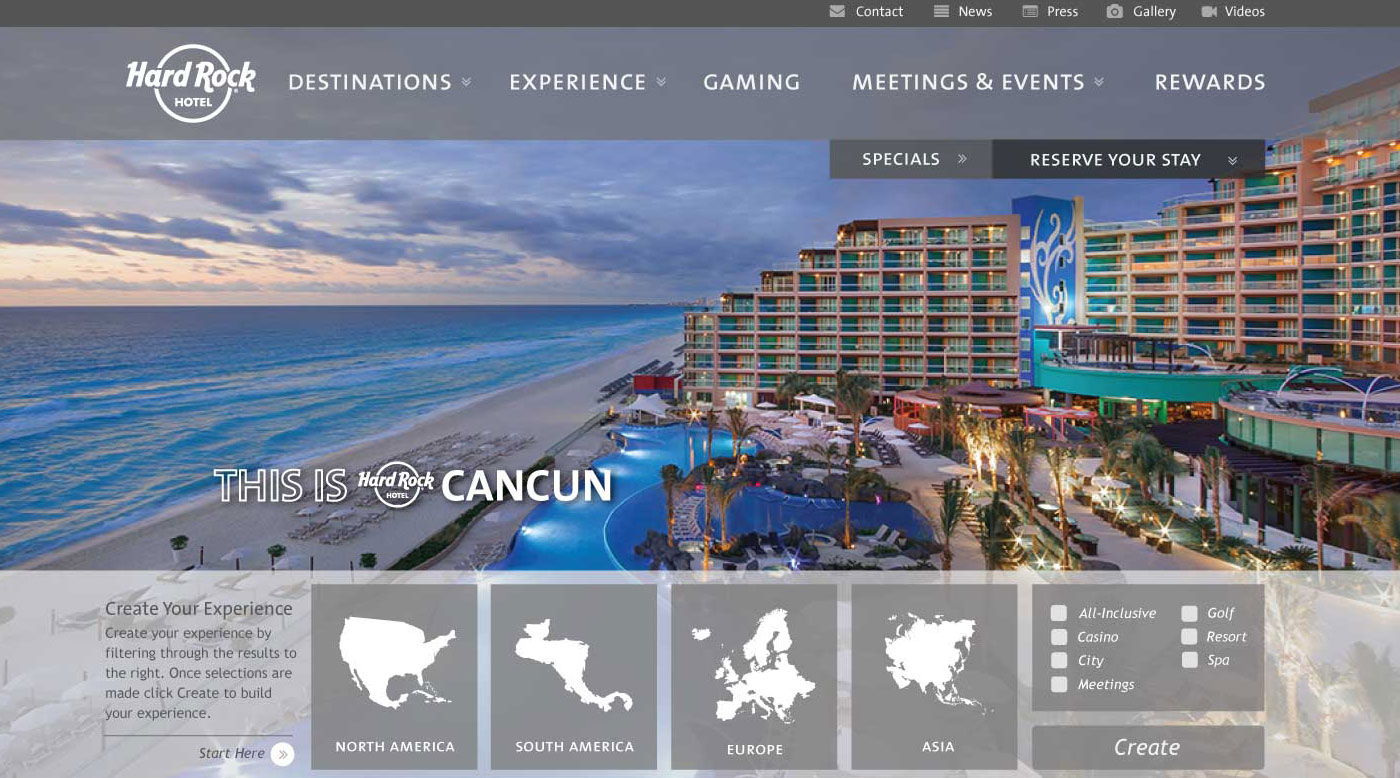 Contact
News
Press
Gallery
Videos
Hard Rock
HOTEL
DESTINATIONS
EXPERIENCE
GAMING
MEETINGS & EVENTS
REWARDS
SPECIALS
RESERVE YOUR STAY
THIS IS Hard Rock HOTEL CANCUN
Create Your Experience
Create your experience by
filtering through the results to
the right. Once selections are
made click Create to build
your experience.
Start Here
NORTH AMERICA
SOUTH AMERICA
EUROPE
ASIA
All-Inclusive
Casino
City
Meetings
Golf
Resort
Spa
Create